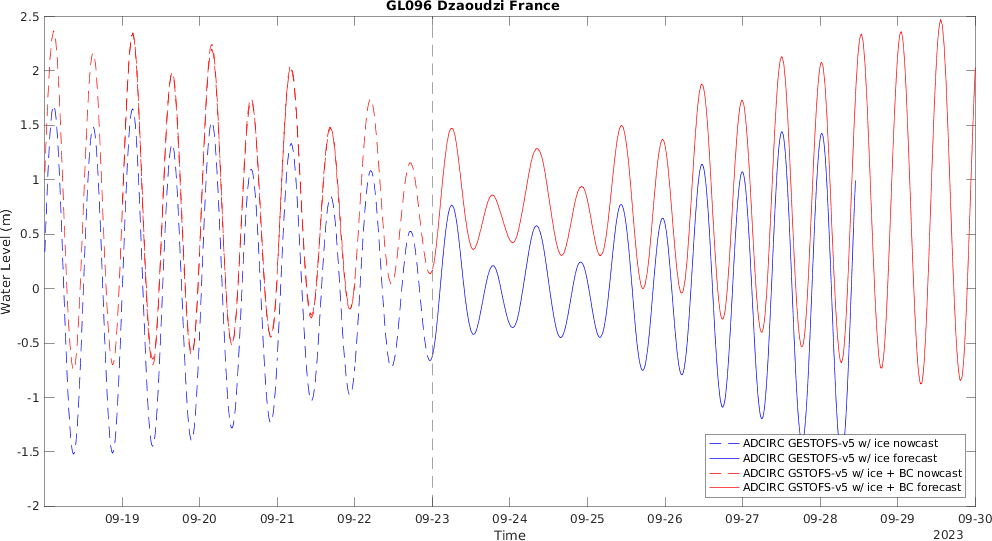 GL096 Dzaoudzi France
Water Level (m)
2.5
2
1.5
1
0.5
0
-0.5
-1
-1.5
-2
09-19 09-20 09-21 09-22 09-23 09-24 09-25 09-26 09-27 09-28 09-29 09-30
Time
2023
ADCIRC GESTOFS-v5 w/ ice nowcast
ADCIRC GESTOFS-v5 w/ ice forecast
ADCIRC GSTOFS-v5 w/ ice + BC nowcast
ADCIRC GSTOFS-v5 w/ ice + BC forecast